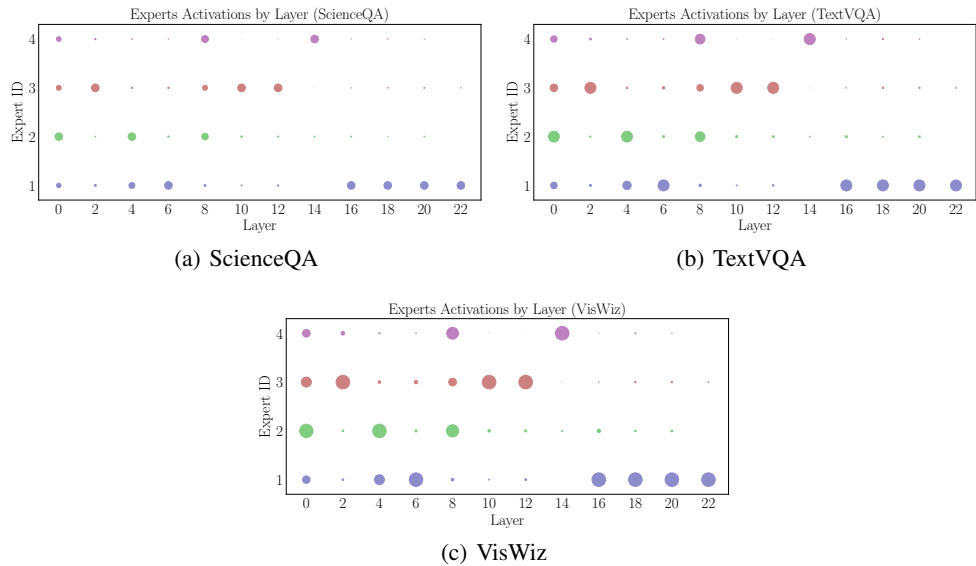 Experts Activations by Layer (ScienceQA)
Expert ID
4
3
2
1
0 2 4 6 8 10 12 14 16 18 20 22
Layer
(a) ScienceQA
Experts Activations by Layer (TextVQA)
Expert ID
4
3
2
1
0 2 4 6 8 10 12 14 16 18 20 22
Layer
(b) TextVQA
Experts Activations by Layer (VisWiz)
Expert ID
4
3
2
1
0 2 4 6 8 10 12 14 16 18 20 22
Layer
(c) VisWiz